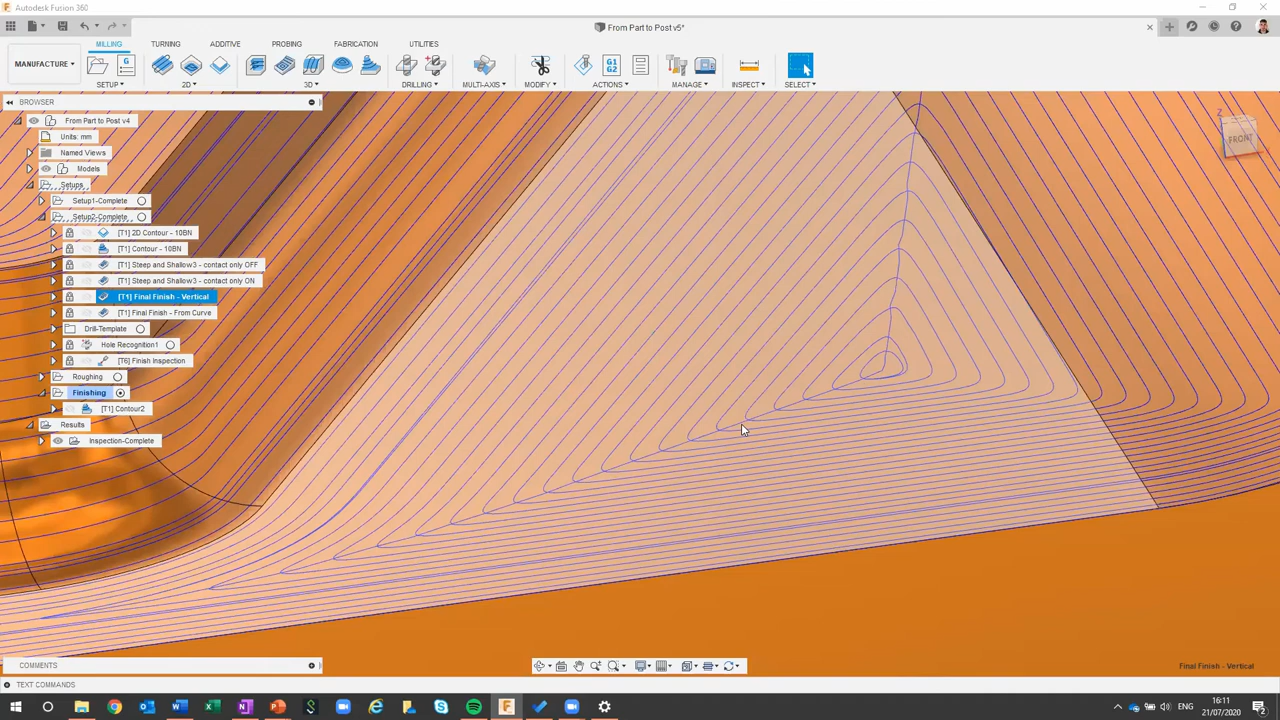 Autodesk Fusion 360
From Part to Post v5*
MILLING TURNING ADDITIVE PROBING FABRICATION UTILITIES
MANUFACTURE
SETUP 2D 3D DRILLING MULTI-AXIS MODIFY ACTIONS MANAGE INSPECT SELECT
G1
G2
BROWSER
From Part to Post v4
Units: mm
Named Views
Models
Setups
Setup1-Complete
Setup2-Complete
[T1] 2D Contour - 10BN
[T1] Contour - 10BN
[T1] Steep and Shallow3 - contact only OFF
[T1] Steep and Shallow3 - contact only ON
[T1] Final Finish - Vertical
[T1] Final Finish - From Curve
Drill-Template
Hole Recognition1
[T6] Finish Inspection
Roughing
Finishing
[T1] Contour2
Results
Inspection-Complete
Z
FRONT
COMMENTS
Final Finish - Vertical
TEXT COMMANDS
ENG
16:11
21/07/2020
2